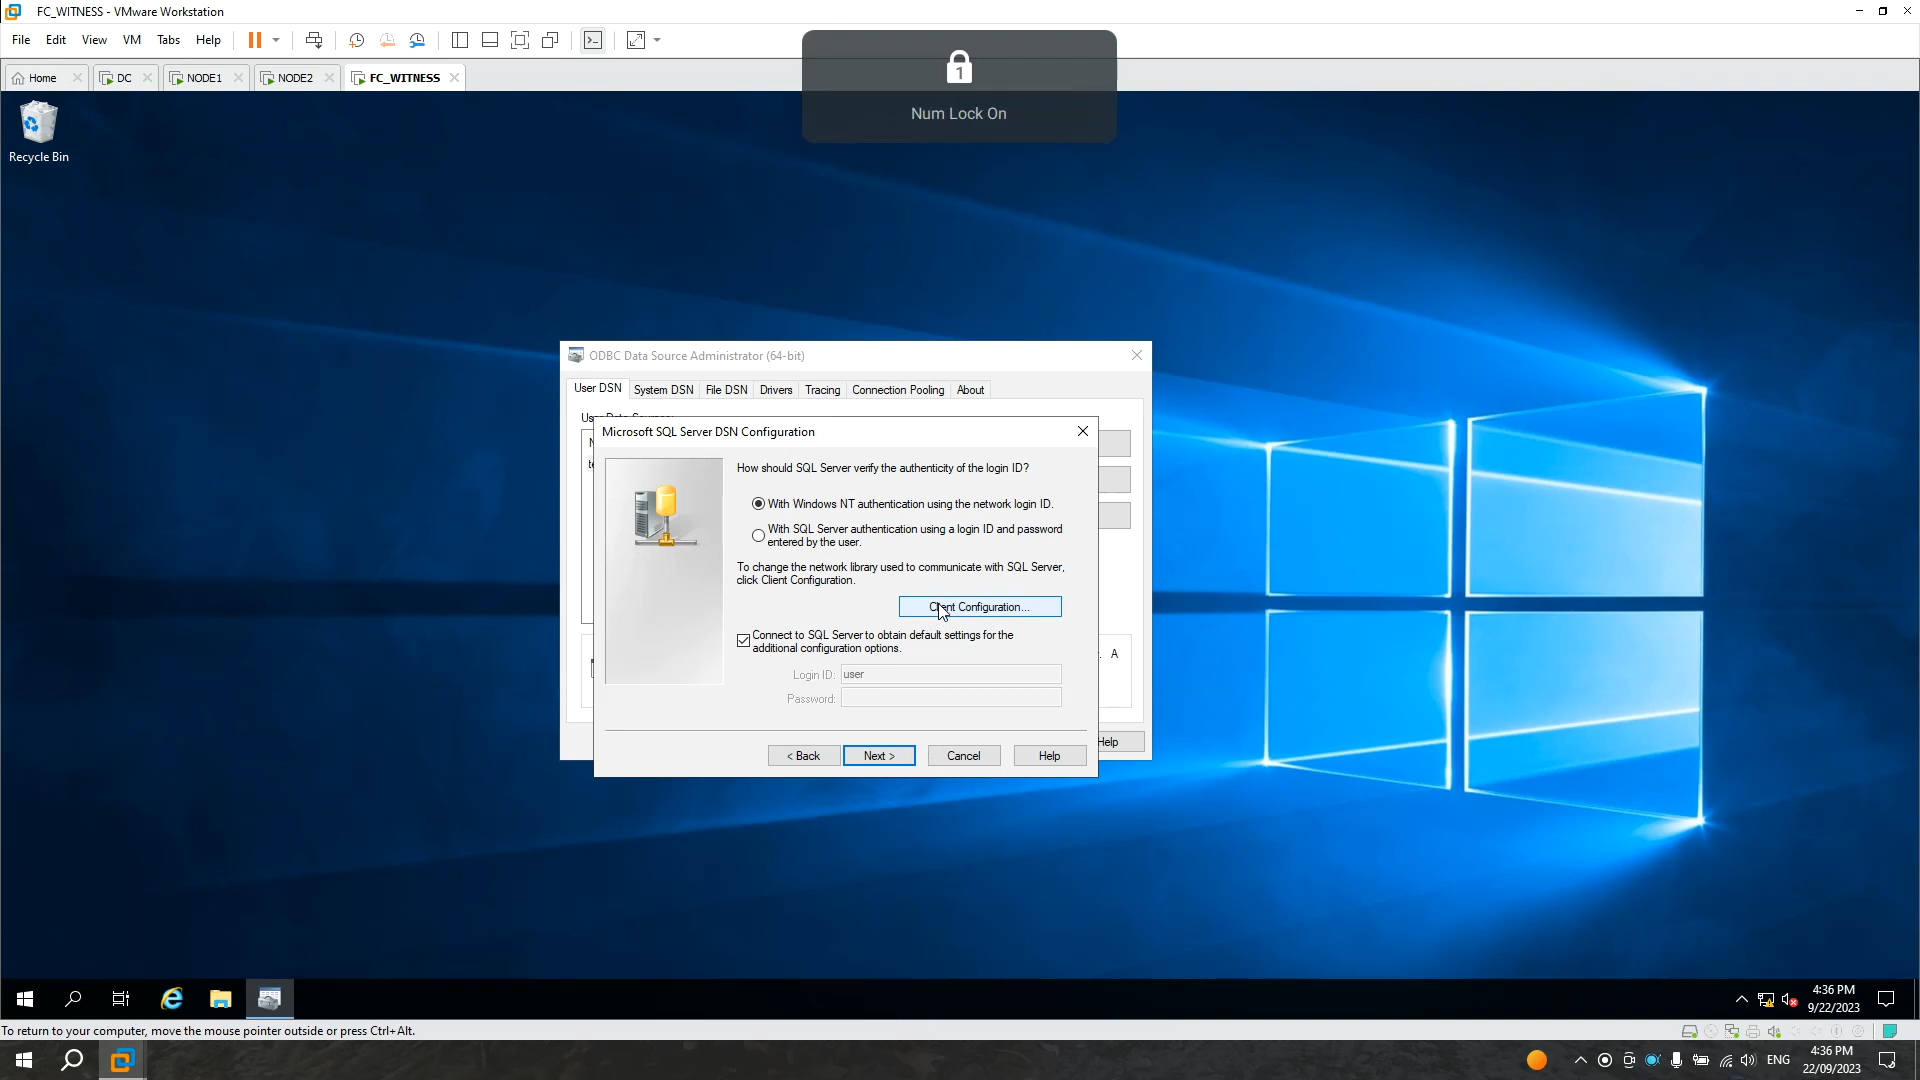 FC_WITNESS - VMware Workstation
File Edit View VM Tabs Help
Home DC NODE1 NODE2 FC_WITNESS
1
Num Lock On
Recycle Bin
ODBC Data Source Administrator (64-bit)
User DSN System DSN File DSN Drivers Tracing Connection Pooling About
Microsoft SQL Server DSN Configuration
How should SQL Server verify the authenticity of the login ID?
With Windows NT authentication using the network login ID.
With SQL Server authentication using a login ID and password
entered by the user.
To change the network library used to communicate with SQL Server,
click Client Configuration.
Client Configuration...
Connect to SQL Server to obtain default settings for the
additional configuration options.
A
Login ID: user
Password:
< Back Next > Cancel Help
Help
4:36 PM
9/22/2023
To return to your computer, move the mouse pointer outside or press Ctrl+Alt.
ENG
4:36 PM
22/09/2023